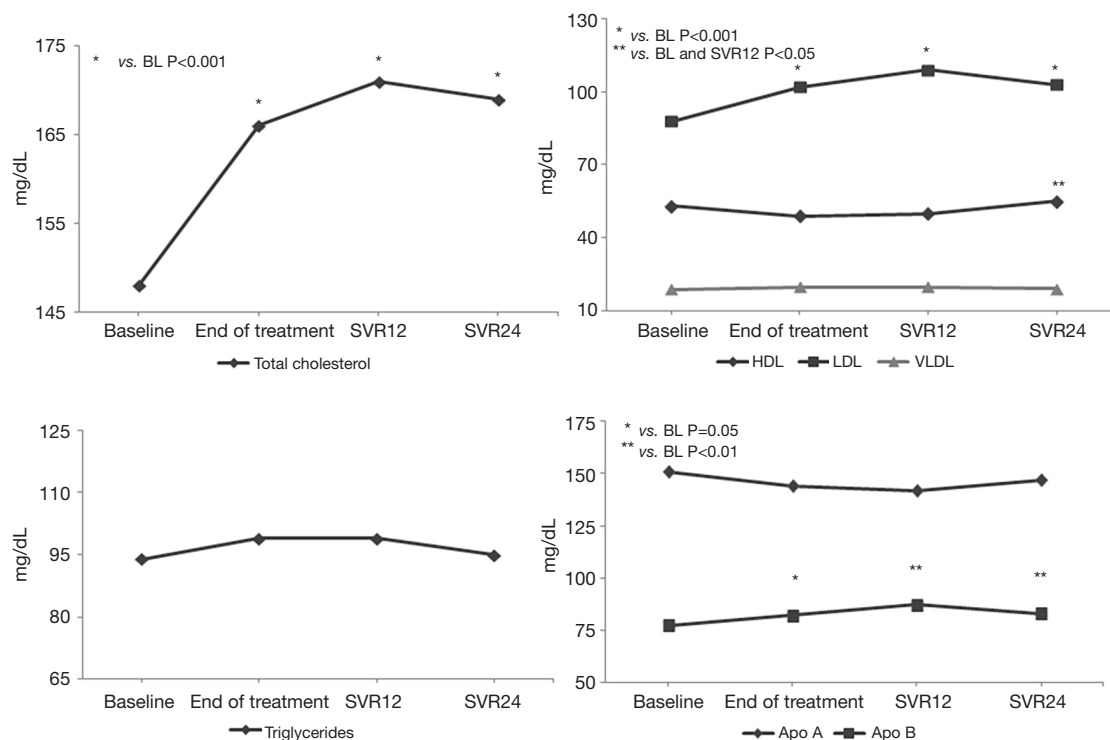 175
* vs. BL P<0.001
*
*
*
165
mg/dL
155
145
Baseline End of treatment SVR12 SVR24
Total cholesterol
* vs. BL P<0.001
** vs. BL and SVR12 P<0.05
130
*
*
*
100
mg/dL
70
**
40
10
Baseline End of treatment SVR12 SVR24
HDL LDL VLDL
125
110
mg/dL
95
80
65
Baseline End of treatment SVR12 SVR24
Triglycerides
175
* vs. BL P=0.05
** vs. BL P<0.01
150
mg/dL
125
100
*
**
**
75
50
Baseline End of treatment SVR12 SVR24
Apo A Apo B